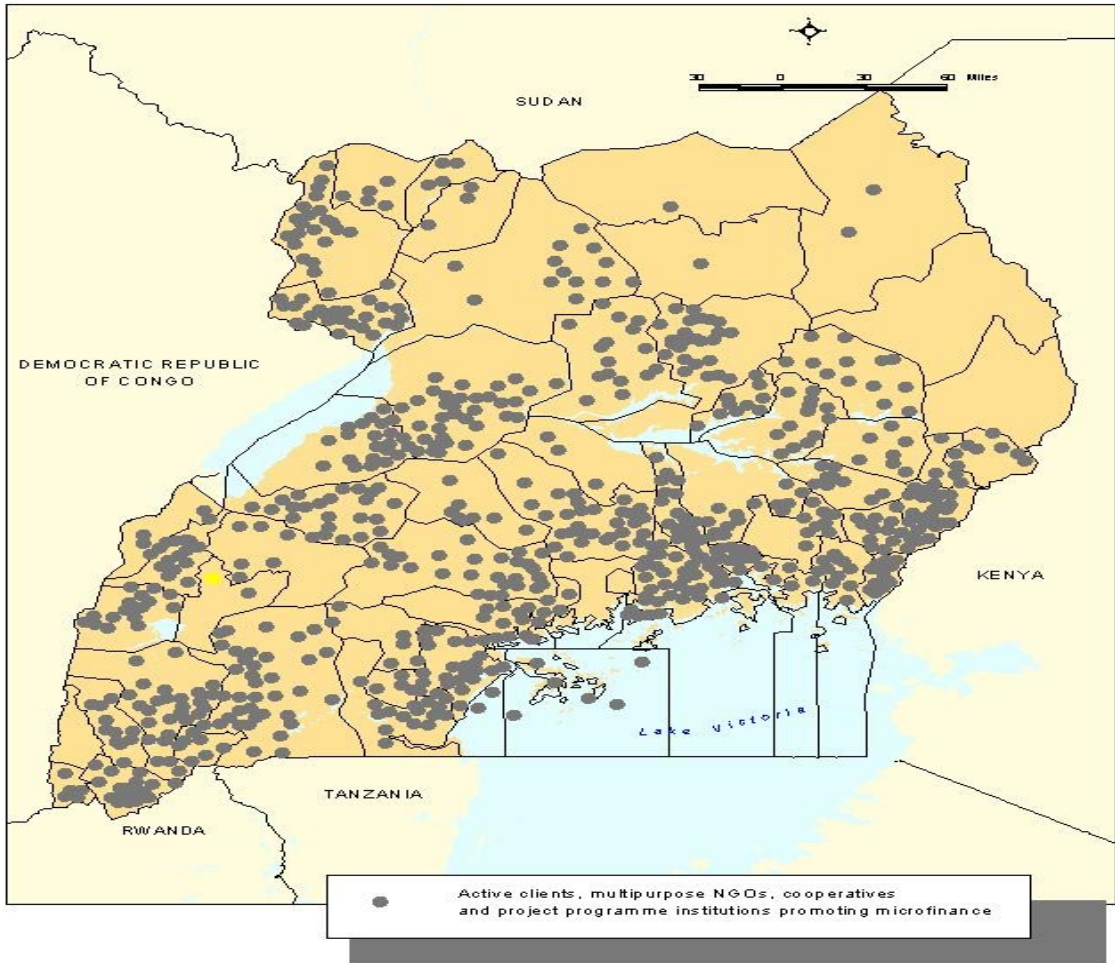 30 0 30 60 Miles
SUDAN
DEMOCRATIC REPUBLIC
OF CONGO
KENYA
Lake Victoria
TANZANIA
RWANDA
Active clients, multipurpose NGOs, cooperatives
and project programme institutions promoting microfinance